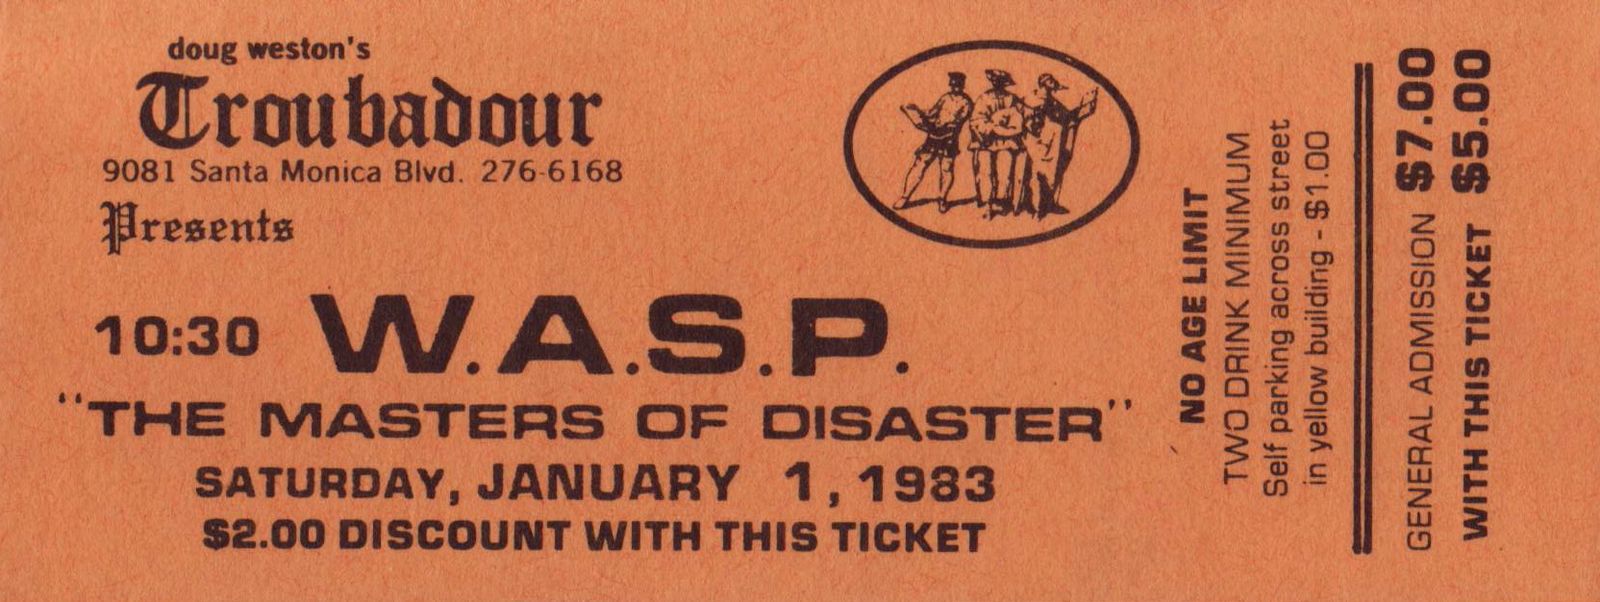 doug weston's
Troubadour
9081 Santa Monica Blvd. 276-6168
Presents
10:30 W.A.S.P.
"THE MASTERS OF DISASTER"
SATURDAY, JANUARY 1, 1983
$2.00 DISCOUNT WITH THIS TICKET
NO AGE LIMIT
TWO DRINK MINIMUM
Self parking across street
in yellow building - $1.00
GENERAL ADMISSION $7.00
WITH THIS TICKET $5.00